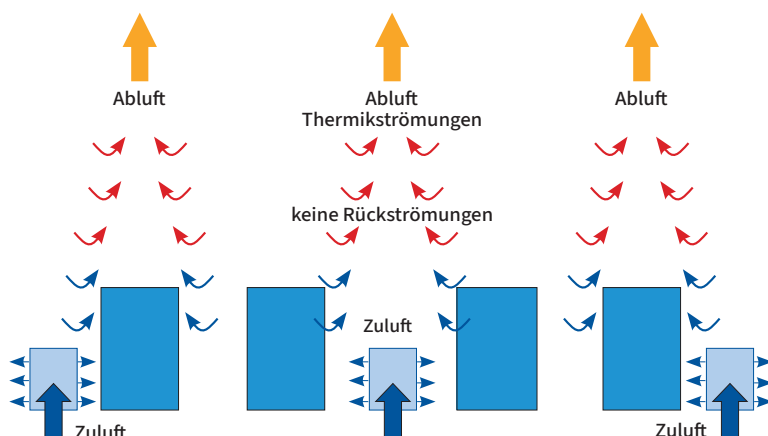 Abluft
Abluft
Abluft
Thermikströmungen
keine Rückströmungen
Zuluft
Zuluft
Zuluft